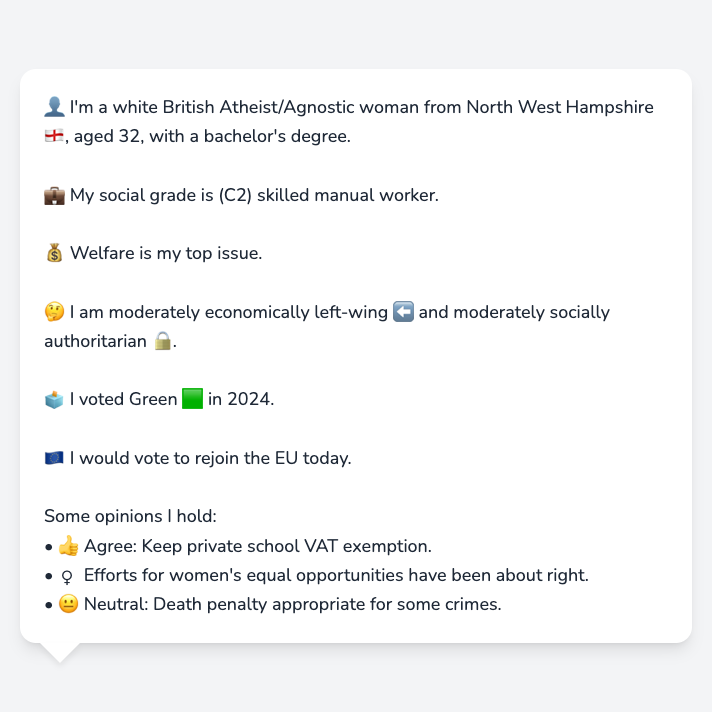 👤 I'm a white British Atheist/Agnostic woman from North West Hampshire
🏴󠁧󠁢󠁥󠁮󠁧󠁿, aged 32, with a bachelor's degree.
💼 My social grade is (C2) skilled manual worker.
💰 Welfare is my top issue.
🤔 I am moderately economically left-wing ⬅️ and moderately socially
authoritarian 🔒.
🗳️ I voted Green 🟩 in 2024.
🇪🇺 I would vote to rejoin the EU today.
Some opinions I hold:
• 👍 Agree: Keep private school VAT exemption.
• ♀ Efforts for women's equal opportunities have been about right.
• 😐 Neutral: Death penalty appropriate for some crimes.